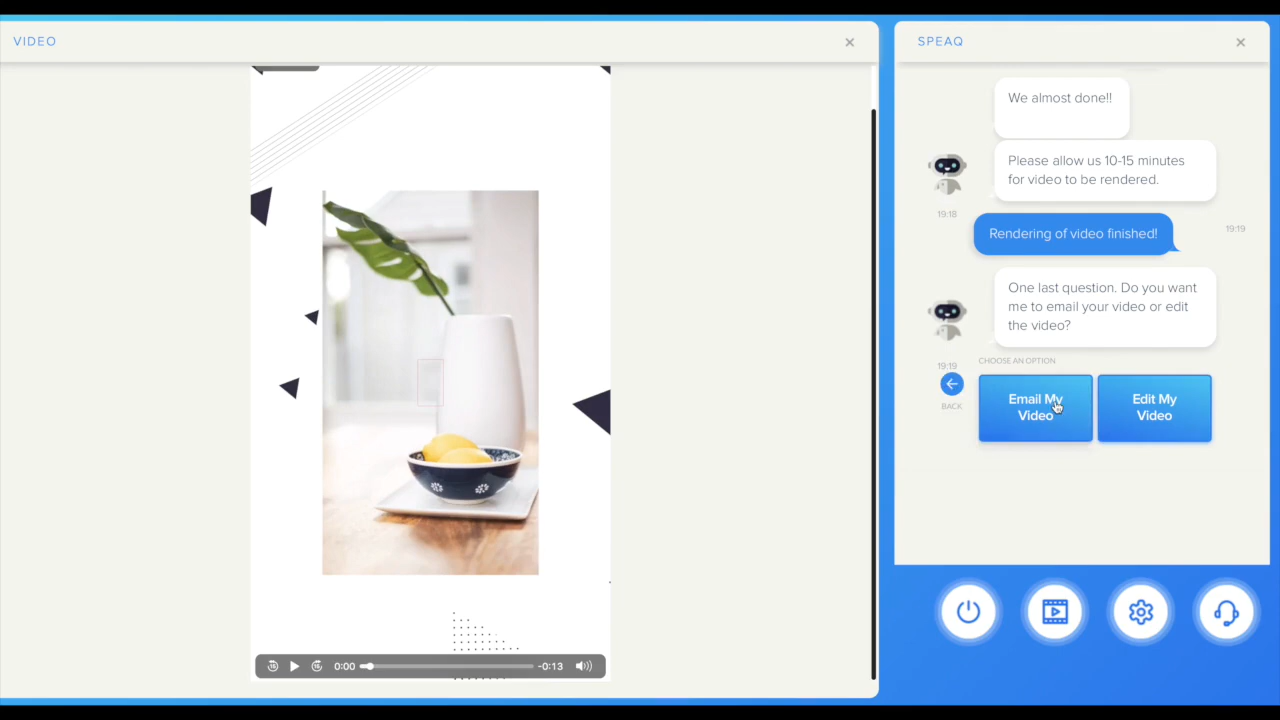 VIDEO
SPEAQ
We almost done!!
Please allow us 10-15 minutes
for video to be rendered.
19:18
Rendering of video finished!
19:19
One last question. Do you want
me to email your video or edit
the video?
19:19
CHOOSE AN OPTION
BACK
Email My
Video
Edit My
Video
15
15
0:00
-0:13